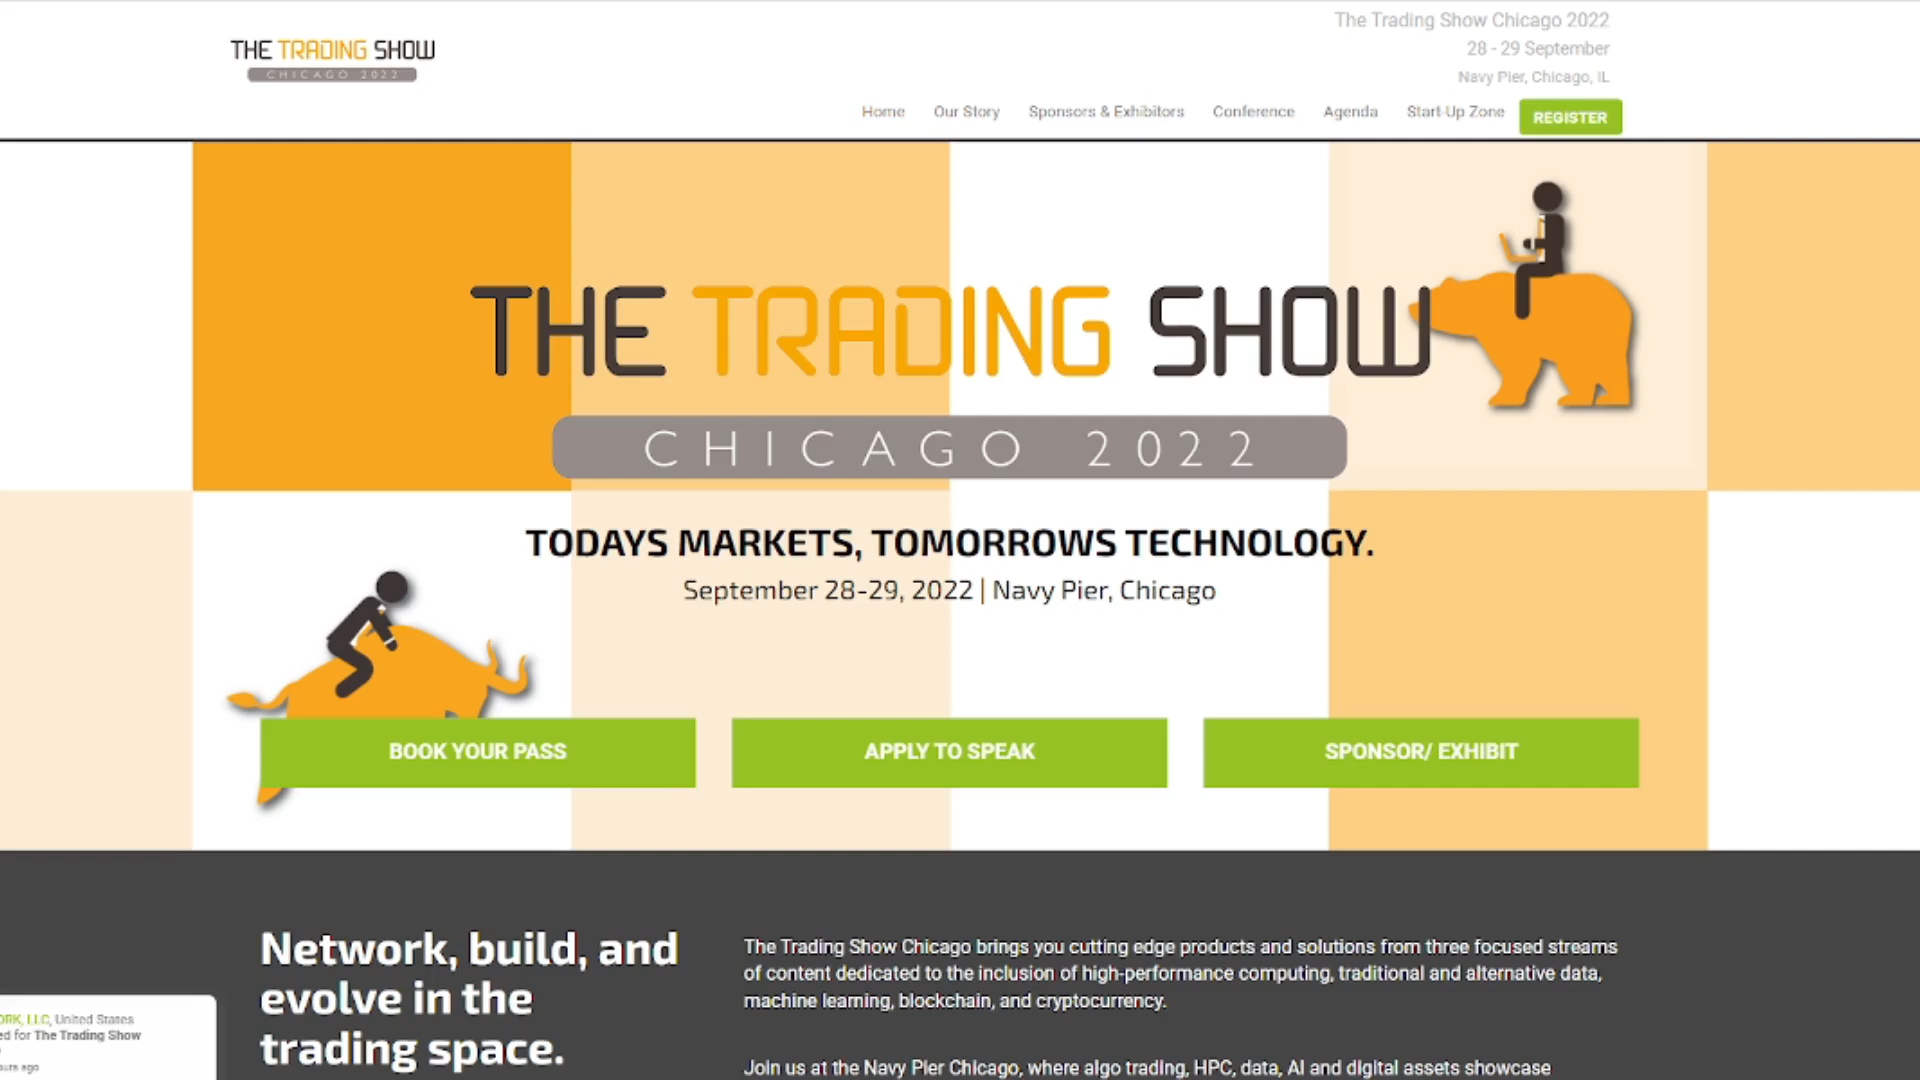 THE TRADING SHOW
CHICAGO 2022
The Trading Show Chicago 2022
28 - 29 September
Navy Pier, Chicago, IL
Home Our Story Sponsors & Exhibitors Conference Agenda Start-Up Zone REGISTER
THE TRADING SHOW
CHICAGO 2022
TODAYS MARKETS, TOMORROWS TECHNOLOGY.
September 28-29, 2022 | Navy Pier, Chicago
BOOK YOUR PASS
APPLY TO SPEAK
SPONSOR/ EXHIBIT
Network, build, and
evolve in the
trading space.
The Trading Show Chicago brings you cutting edge products and solutions from three focused streams
of content dedicated to the inclusion of high-performance computing, traditional and alternative data,
machine learning, blockchain, and cryptocurrency.
Join us at the Navy Pier Chicago, where algo trading, HPC, data, AI and digital assets showcase
LLC, United States
for The Trading Show
ago